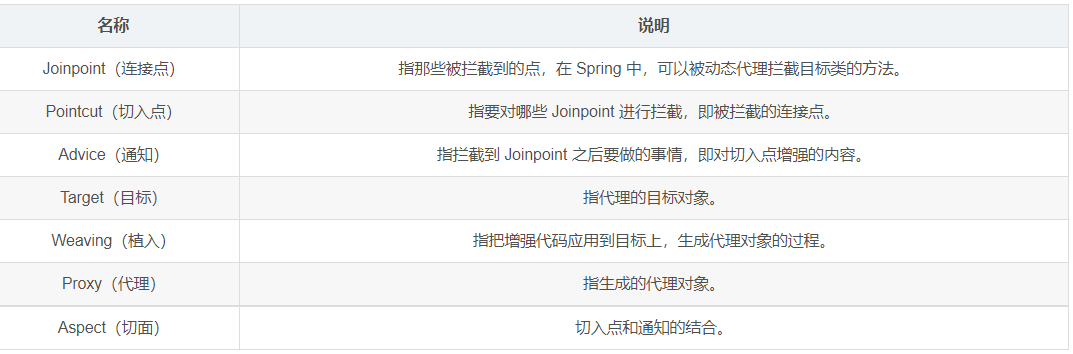 名称 说明
Joinpoint（连接点） 指那些被拦截到的点，在 Spring 中，可以被动态代理拦截目标类的方法。
Pointcut（切入点） 指要对哪些 Joinpoint 进行拦截，即被拦截的连接点。
Advice（通知） 指拦截到 Joinpoint 之后要做的事情，即对切入点增强的内容。
Target（目标） 指代理的目标对象。
Weaving（植入） 指把增强代码应用到目标上，生成代理对象的过程。
Proxy（代理） 指生成的代理对象。
Aspect（切面） 切入点和通知的结合。